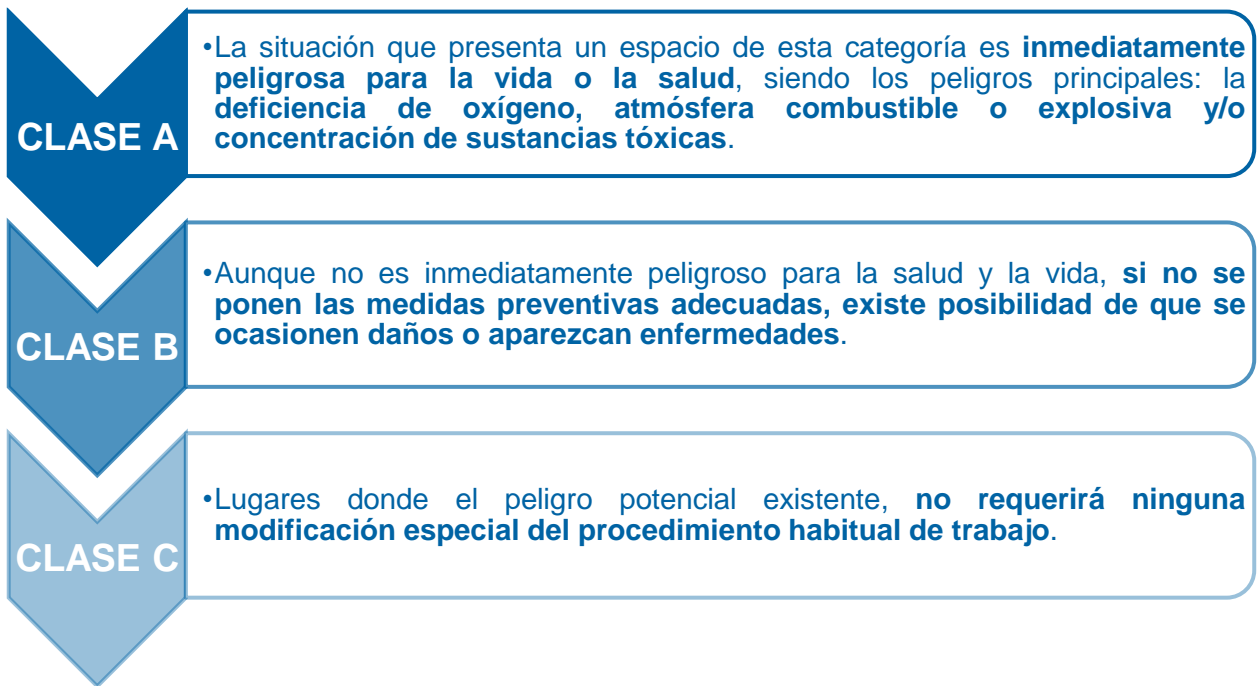 CLASE A
•La situación que presenta un espacio de esta categoría es inmediatamente
peligrosa para la vida o la salud, siendo los peligros principales: la
deficiencia de oxígeno, atmósfera combustible o explosiva y/o
concentración de sustancias tóxicas.
CLASE B
•Aunque no es inmediatamente peligroso para la salud y la vida, si no se
ponen las medidas preventivas adecuadas, existe posibilidad de que se
ocasionen daños o aparezcan enfermedades.
CLASE C
•Lugares donde el peligro potencial existente, no requerirá ninguna
modificación especial del procedimiento habitual de trabajo.